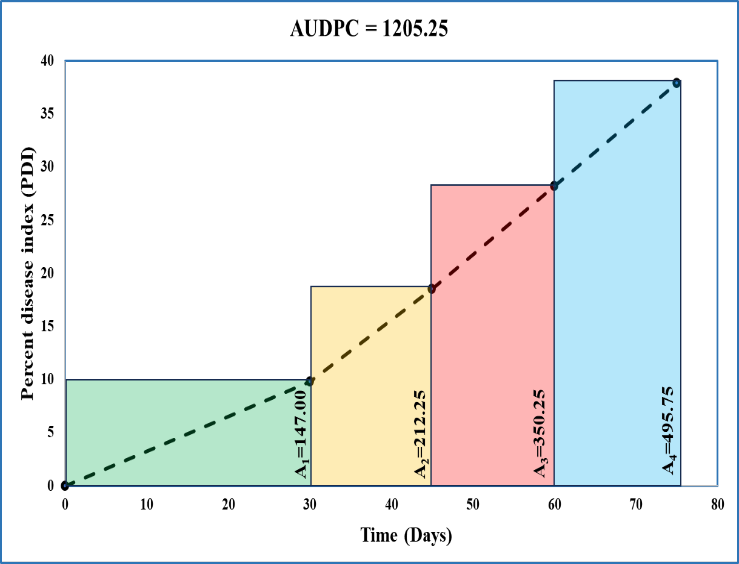 AUDPC = 1205.25
Percent disease index (PDI)
40
35
30
25
20
15
10
5
0
A₁=147.00
A₂=212.25
A₃=350.25
A₄=495.75
0 10 20 30 40 50 60 70 80
Time (Days)